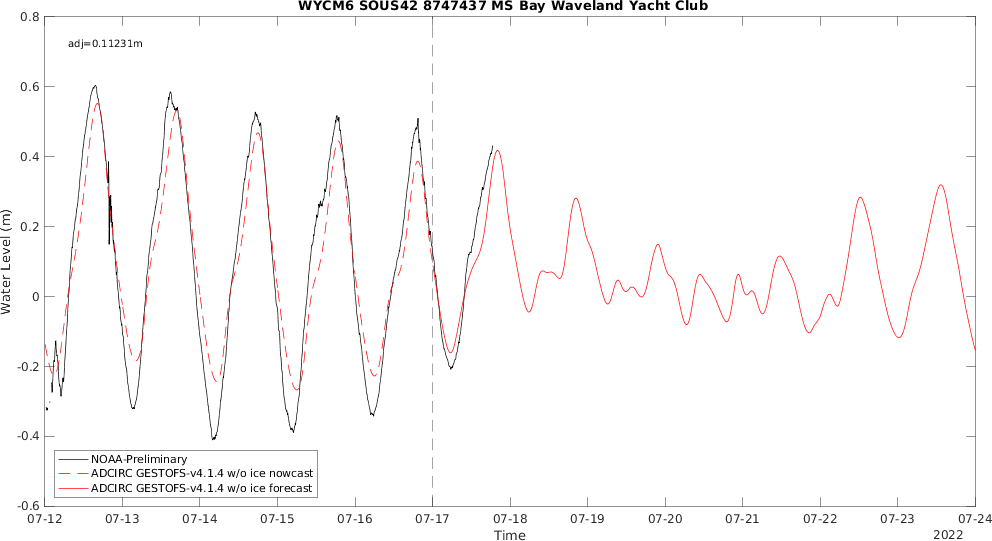 WYCM6 SOUS42 8747437 MS Bay Waveland Yacht Club
adj=0.11231m
Water Level (m)
0.8
0.6
0.4
0.2
0
-0.2
-0.4
-0.6
NOAA-Preliminary
ADCIRC GESTOFS-v4.1.4 w/o ice nowcast
ADCIRC GESTOFS-v4.1.4 w/o ice forecast
07-12 07-13 07-14 07-15 07-16 07-17 07-18 07-19 07-20 07-21 07-22 07-23 07-24
Time
2022